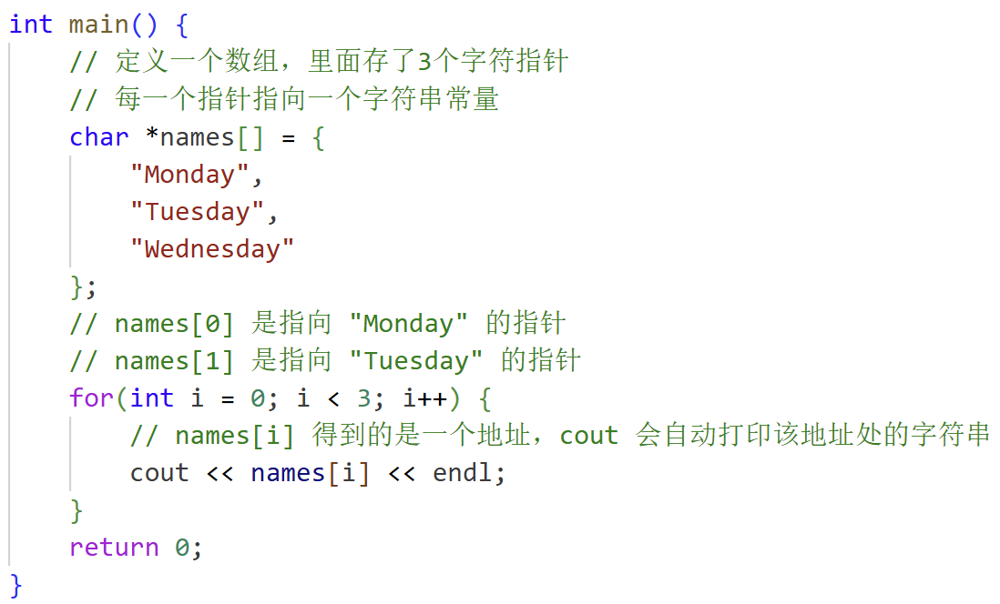 int main() {
    // 定义一个数组，里面存了3个字符指针
    // 每一个指针指向一个字符串常量
    char *names[] = {
        "Monday",
        "Tuesday",
        "Wednesday"
    };
    // names[0] 是指向 "Monday" 的指针
    // names[1] 是指向 "Tuesday" 的指针
    for(int i = 0; i < 3; i++) {
        // names[i] 得到的是一个地址，cout 会自动打印该地址处的字符串
        cout << names[i] << endl;
    }
    return 0;
}